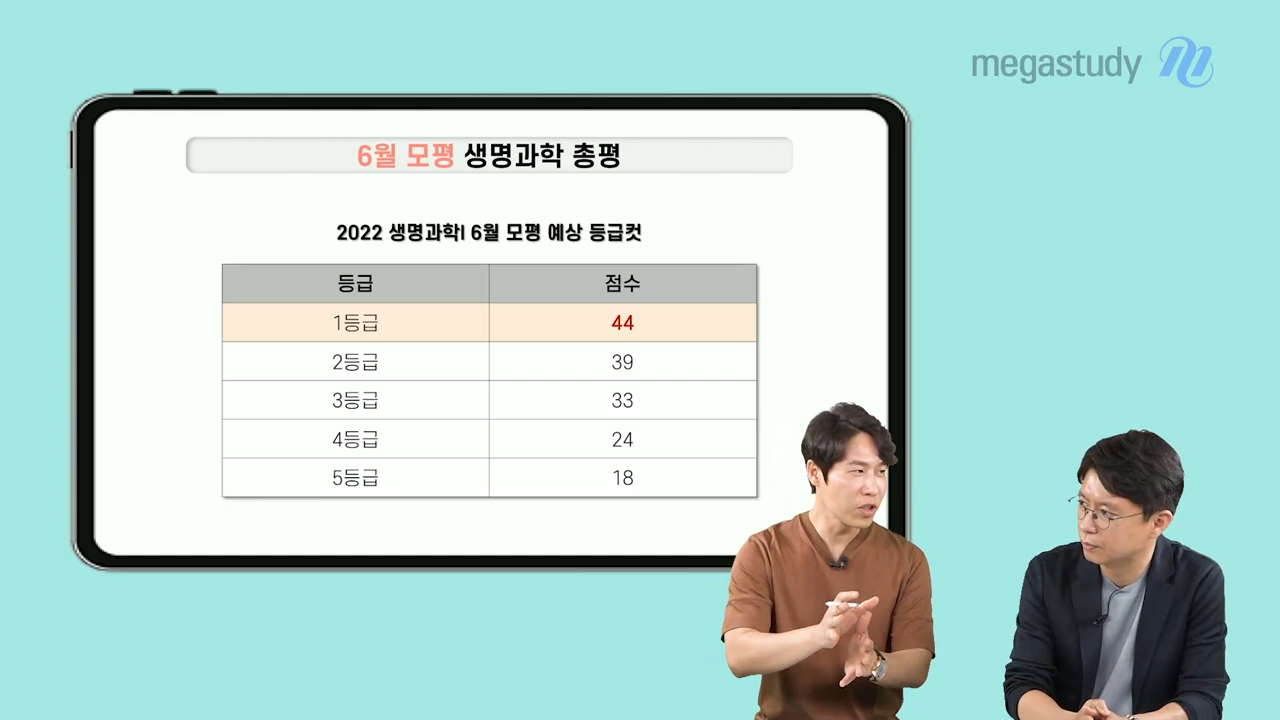 megastudy
6월 모평 생명과학 총평
2022 생명과학I 6월 모평 예상 등급컷
등급 점수
1등급 44
2등급 39
3등급 33
4등급 24
5등급 18